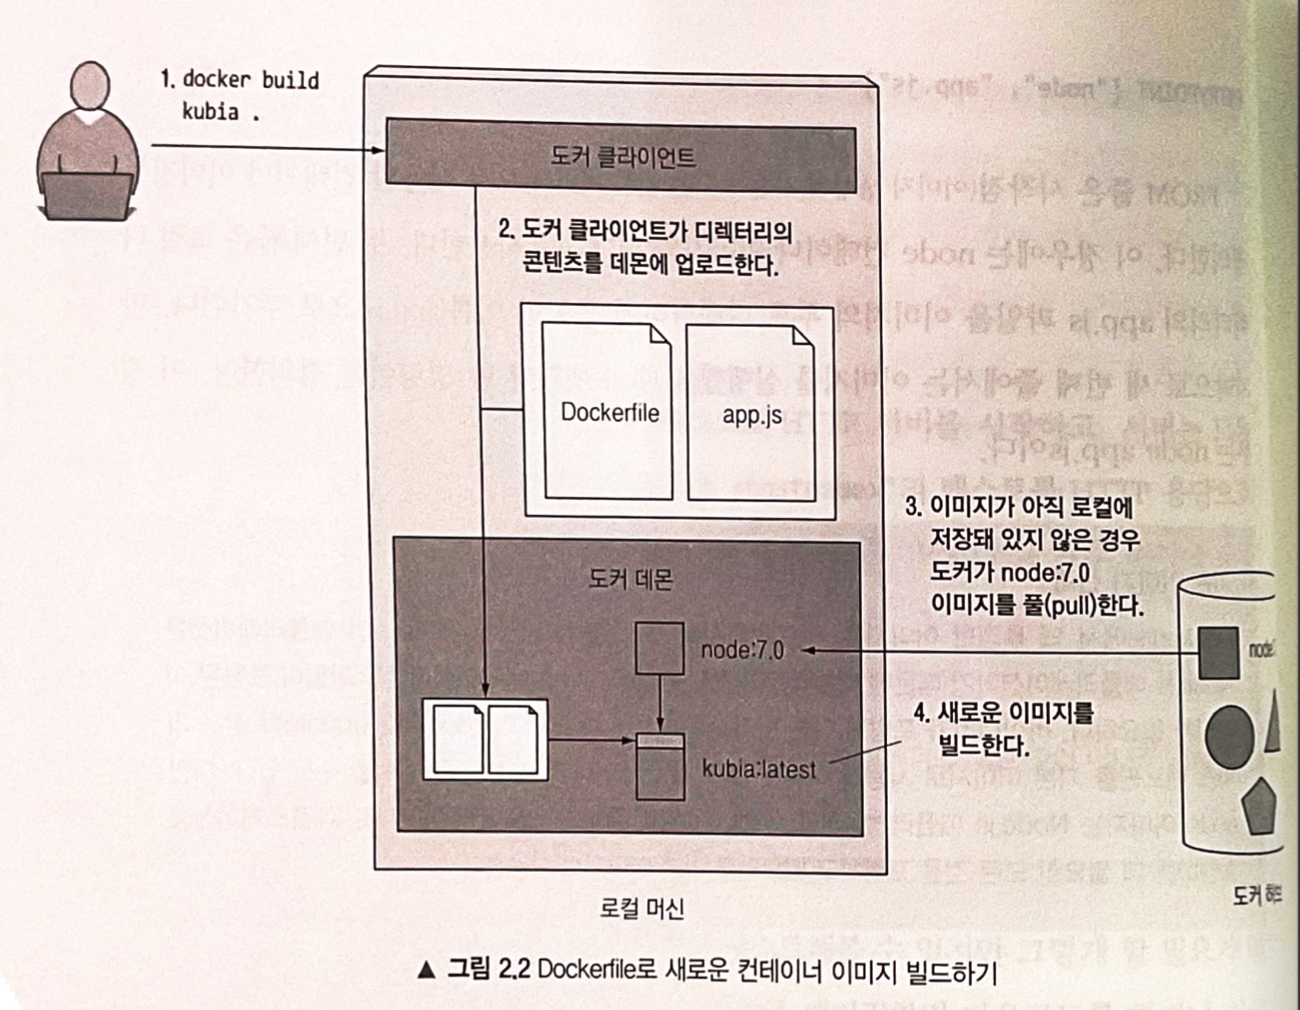 1. docker build
kubia .
도커 클라이언트
2. 도커 클라이언트가 디렉터리의
콘텐츠를 데몬에 업로드한다.
Dockerfile
app.js
3. 이미지가 아직 로컬에
저장돼 있지 않은 경우
도커가 node:7.0
이미지를 풀(pull)한다.
도커 데몬
node:7.0
4. 새로운 이미지를
빌드한다.
kubia:latest
로컬 머신
도커
▲ 그림 2.2 Dockerfile로 새로운 컨테이너 이미지 빌드하기